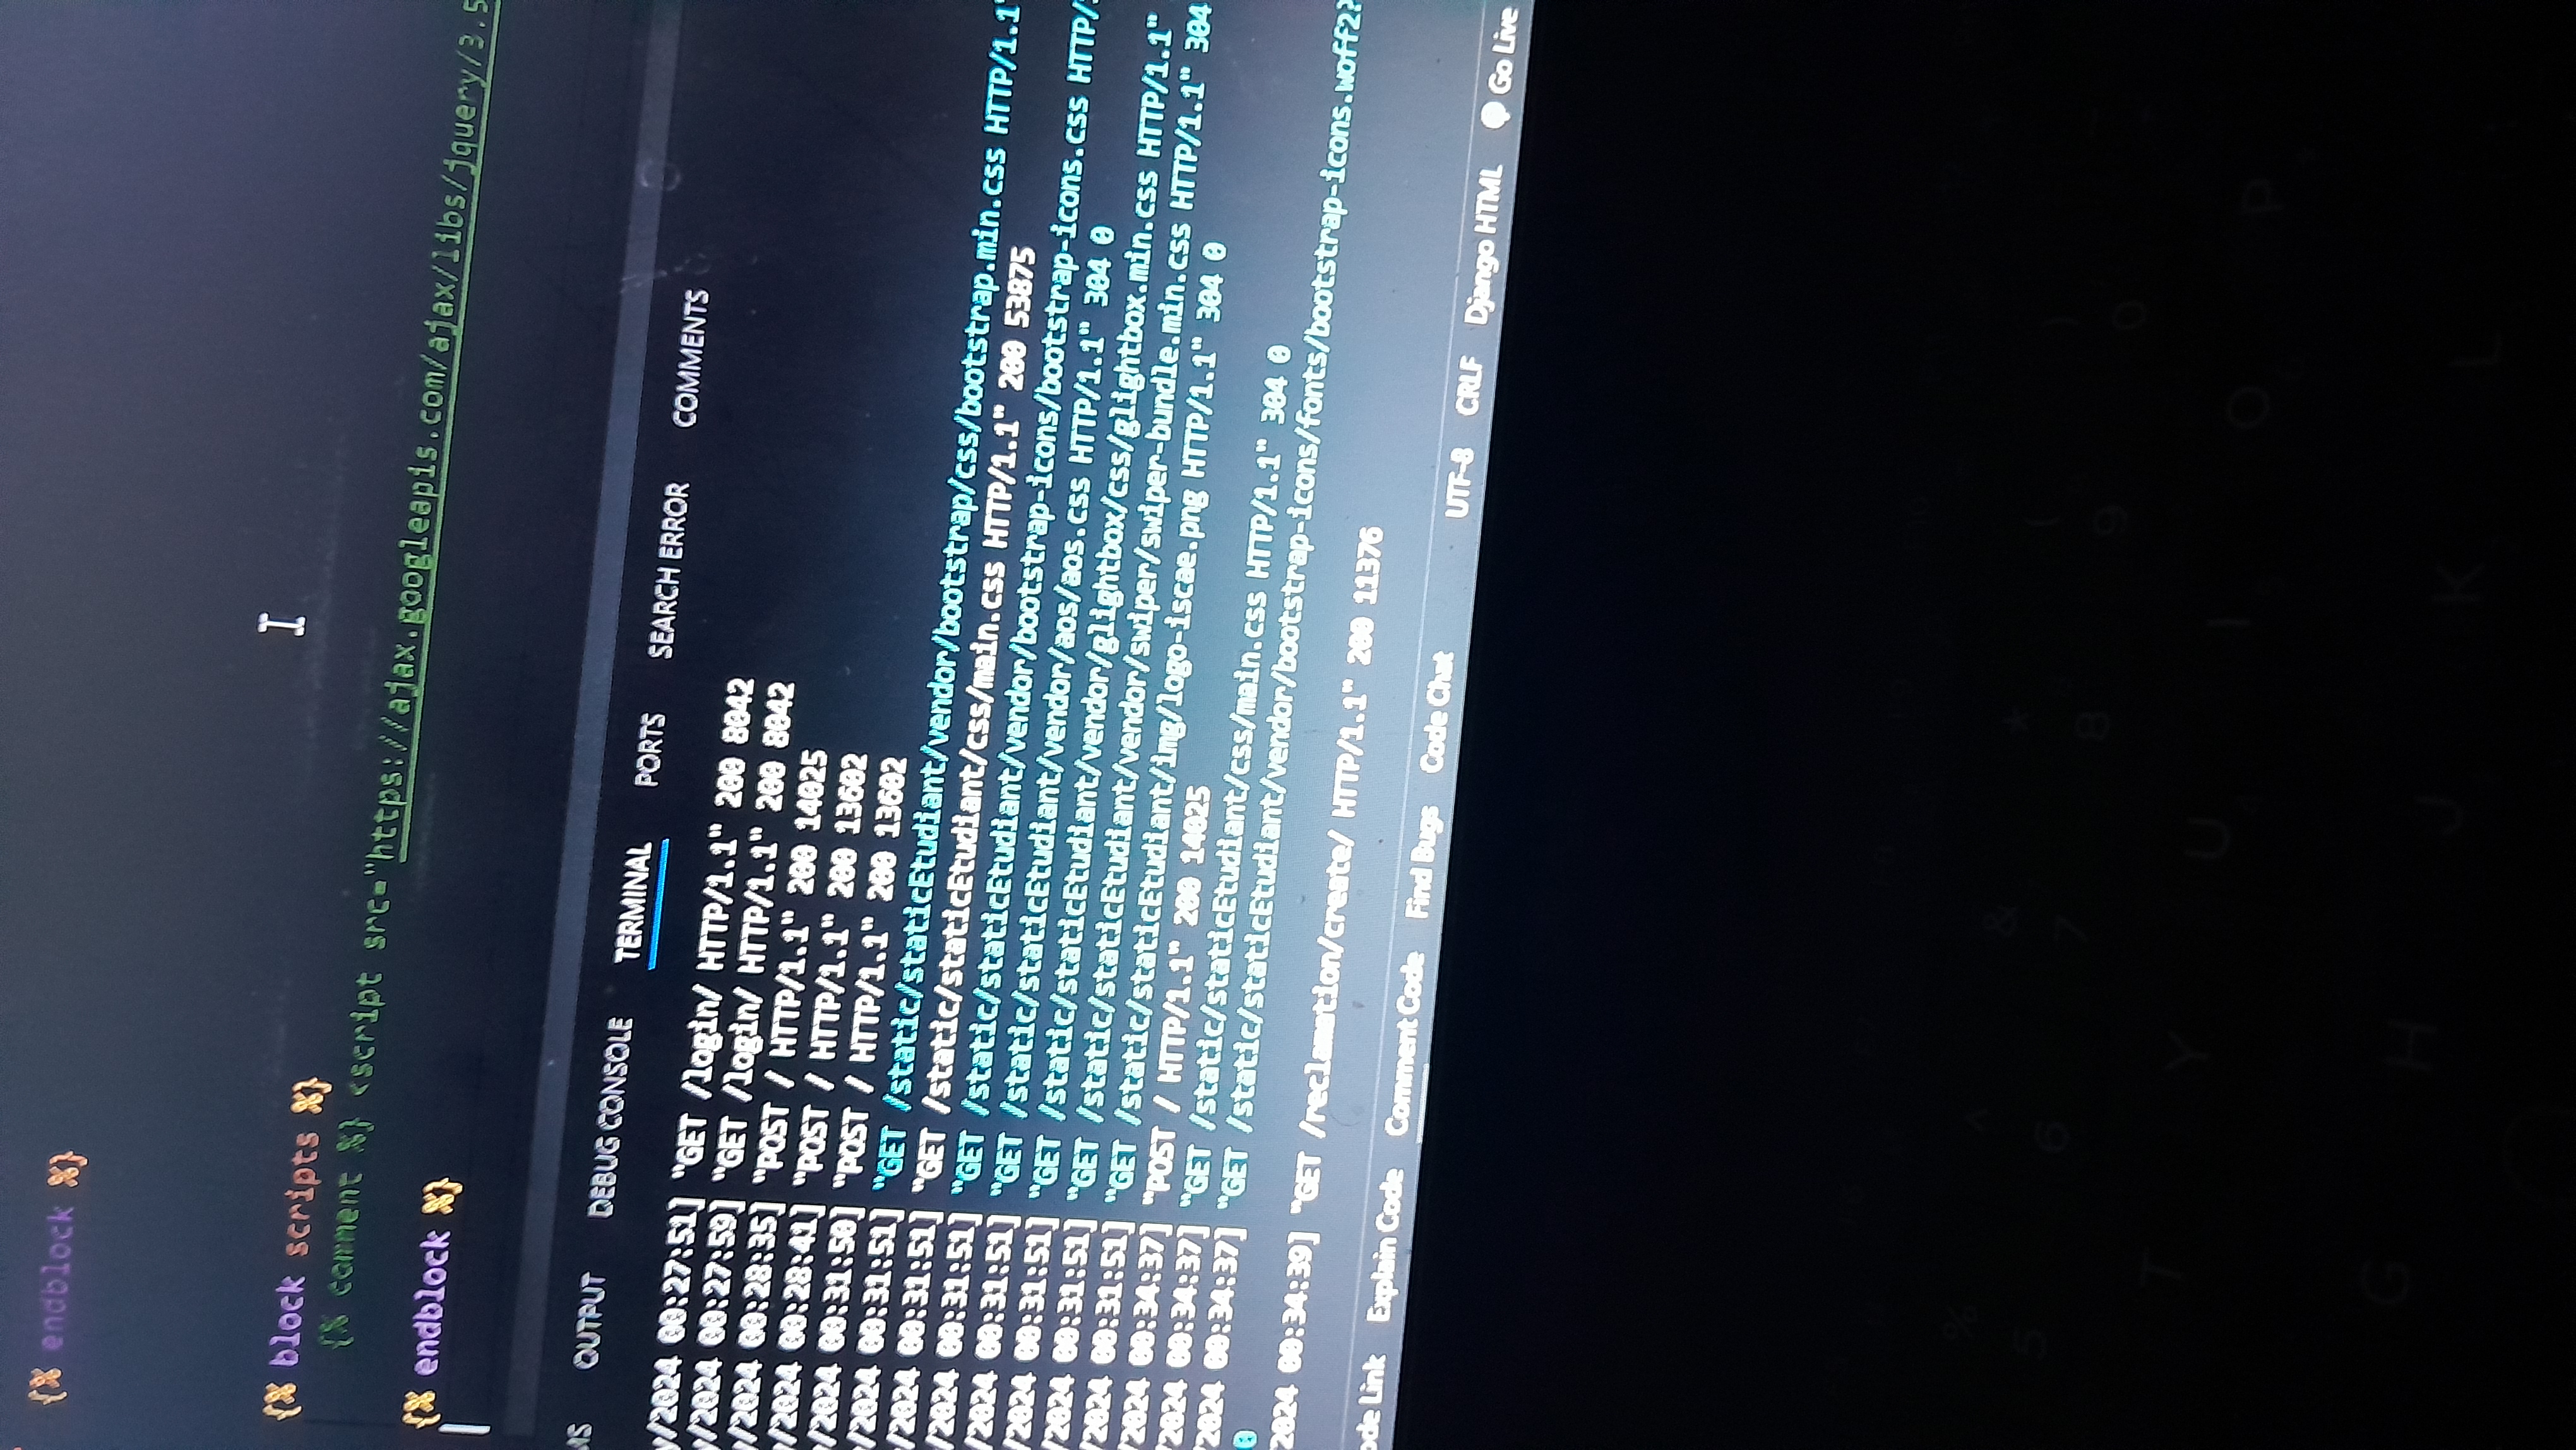 {% endblock %}
{% block scripts %}
{% comment %} <script src="https://ajax.googleapis.com/ajax/libs/jquery/3.5
{% endblock %}
MS OUTPUT DEBUG CONSOLE TERMINAL PORTS SEARCH ERROR COMMENTS
y/2024 00:27:51] "GET /login/ HTTP/1.1" 200 8042
y/2024 00:27:59] "GET /login/ HTTP/1.1" 200 8042
y/2024 00:28:35] "POST / HTTP/1.1" 200 14025
y/2024 00:28:41] "POST / HTTP/1.1" 200 13602
/2024 00:31:50] "POST / HTTP/1.1" 200 13602
/2024 00:31:51] "GET /static/staticEtudiant/vendor/bootstrap/css/bootstrap.min.css HTTP/1.1"
/2024 00:31:51] "GET /static/staticEtudiant/css/main.css HTTP/1.1" 200 53875
/2024 00:31:51] "GET /static/staticEtudiant/vendor/bootstrap-icons/bootstrap-icons.css HTTP/
/2024 00:31:51] "GET /static/staticEtudiant/vendor/aos/aos.css HTTP/1.1" 304 0
/2024 00:31:51] "GET /static/staticEtudiant/vendor/glightbox/css/glightbox.min.css HTTP/1.1"
/2024 00:31:51] "GET /static/staticEtudiant/vendor/swiper/swiper-bundle.min.css HTTP/1.1" 304
/2024 00:31:51] "GET /static/staticEtudiant/img/logo-iscae.png HTTP/1.1" 304 0
/2024 00:34:37] "POST / HTTP/1.1" 200 14025
/2024 00:34:37] "GET /static/staticEtudiant/css/main.css HTTP/1.1" 304 0
/2024 00:34:37] "GET /static/staticEtudiant/vendor/bootstrap-icons/fonts/bootstrap-icons.woff2?
0
2024 00:34:39] "GET /reclamation/create/ HTTP/1.1" 200 11376
ode Link Explain Code Comment Code Find Bugs Code Chat UTF-8 CRLF Django HTML Go Live
% ^ & * ( )
5 6 7 8 9 0
T Y U I O P
G H J K L